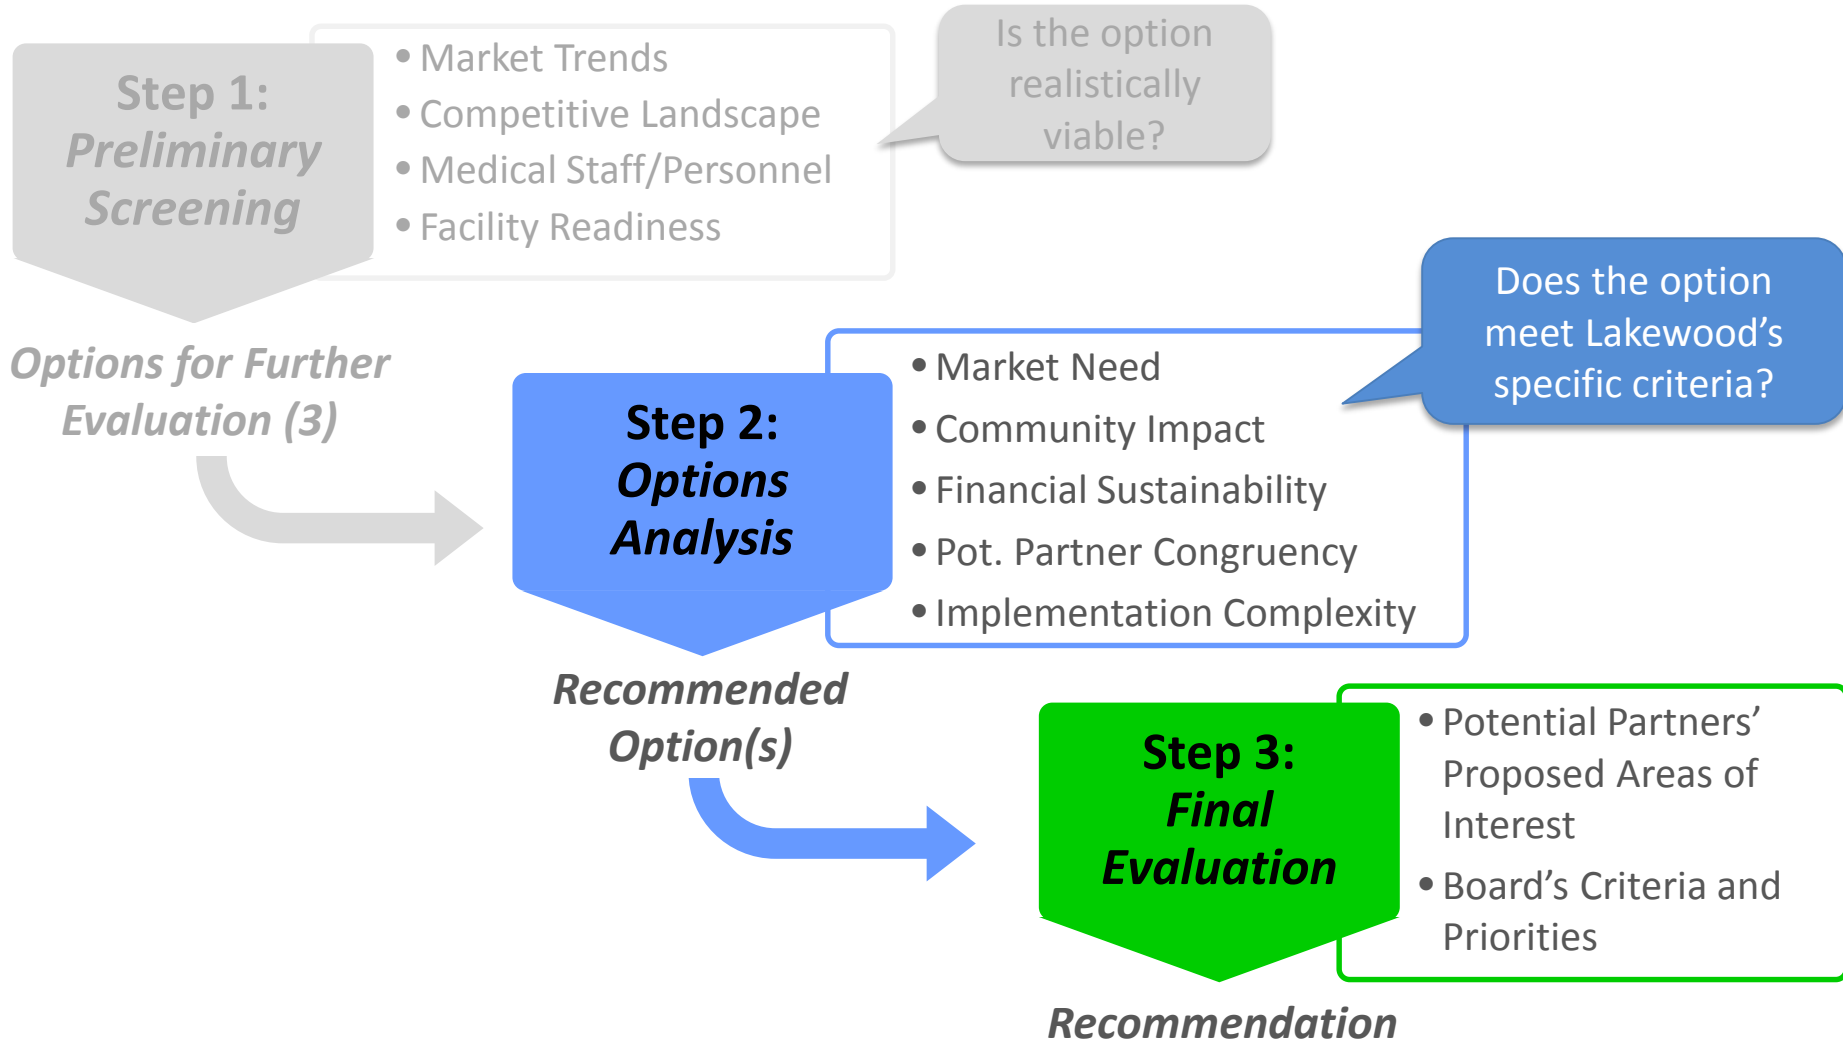 Step 1:
Preliminary
Screening
• Market Trends
• Competitive Landscape
• Medical Staff/Personnel
• Facility Readiness
Is the option
realistically
viable?
Options for Further
Evaluation (3)
Step 2:
Options
Analysis
• Market Need
• Community Impact
• Financial Sustainability
• Pot. Partner Congruency
• Implementation Complexity
Does the option
meet Lakewood’s
specific criteria?
Recommended
Option(s)
Step 3:
Final
Evaluation
• Potential Partners’
Proposed Areas of
Interest
• Board’s Criteria and
Priorities
Recommendation